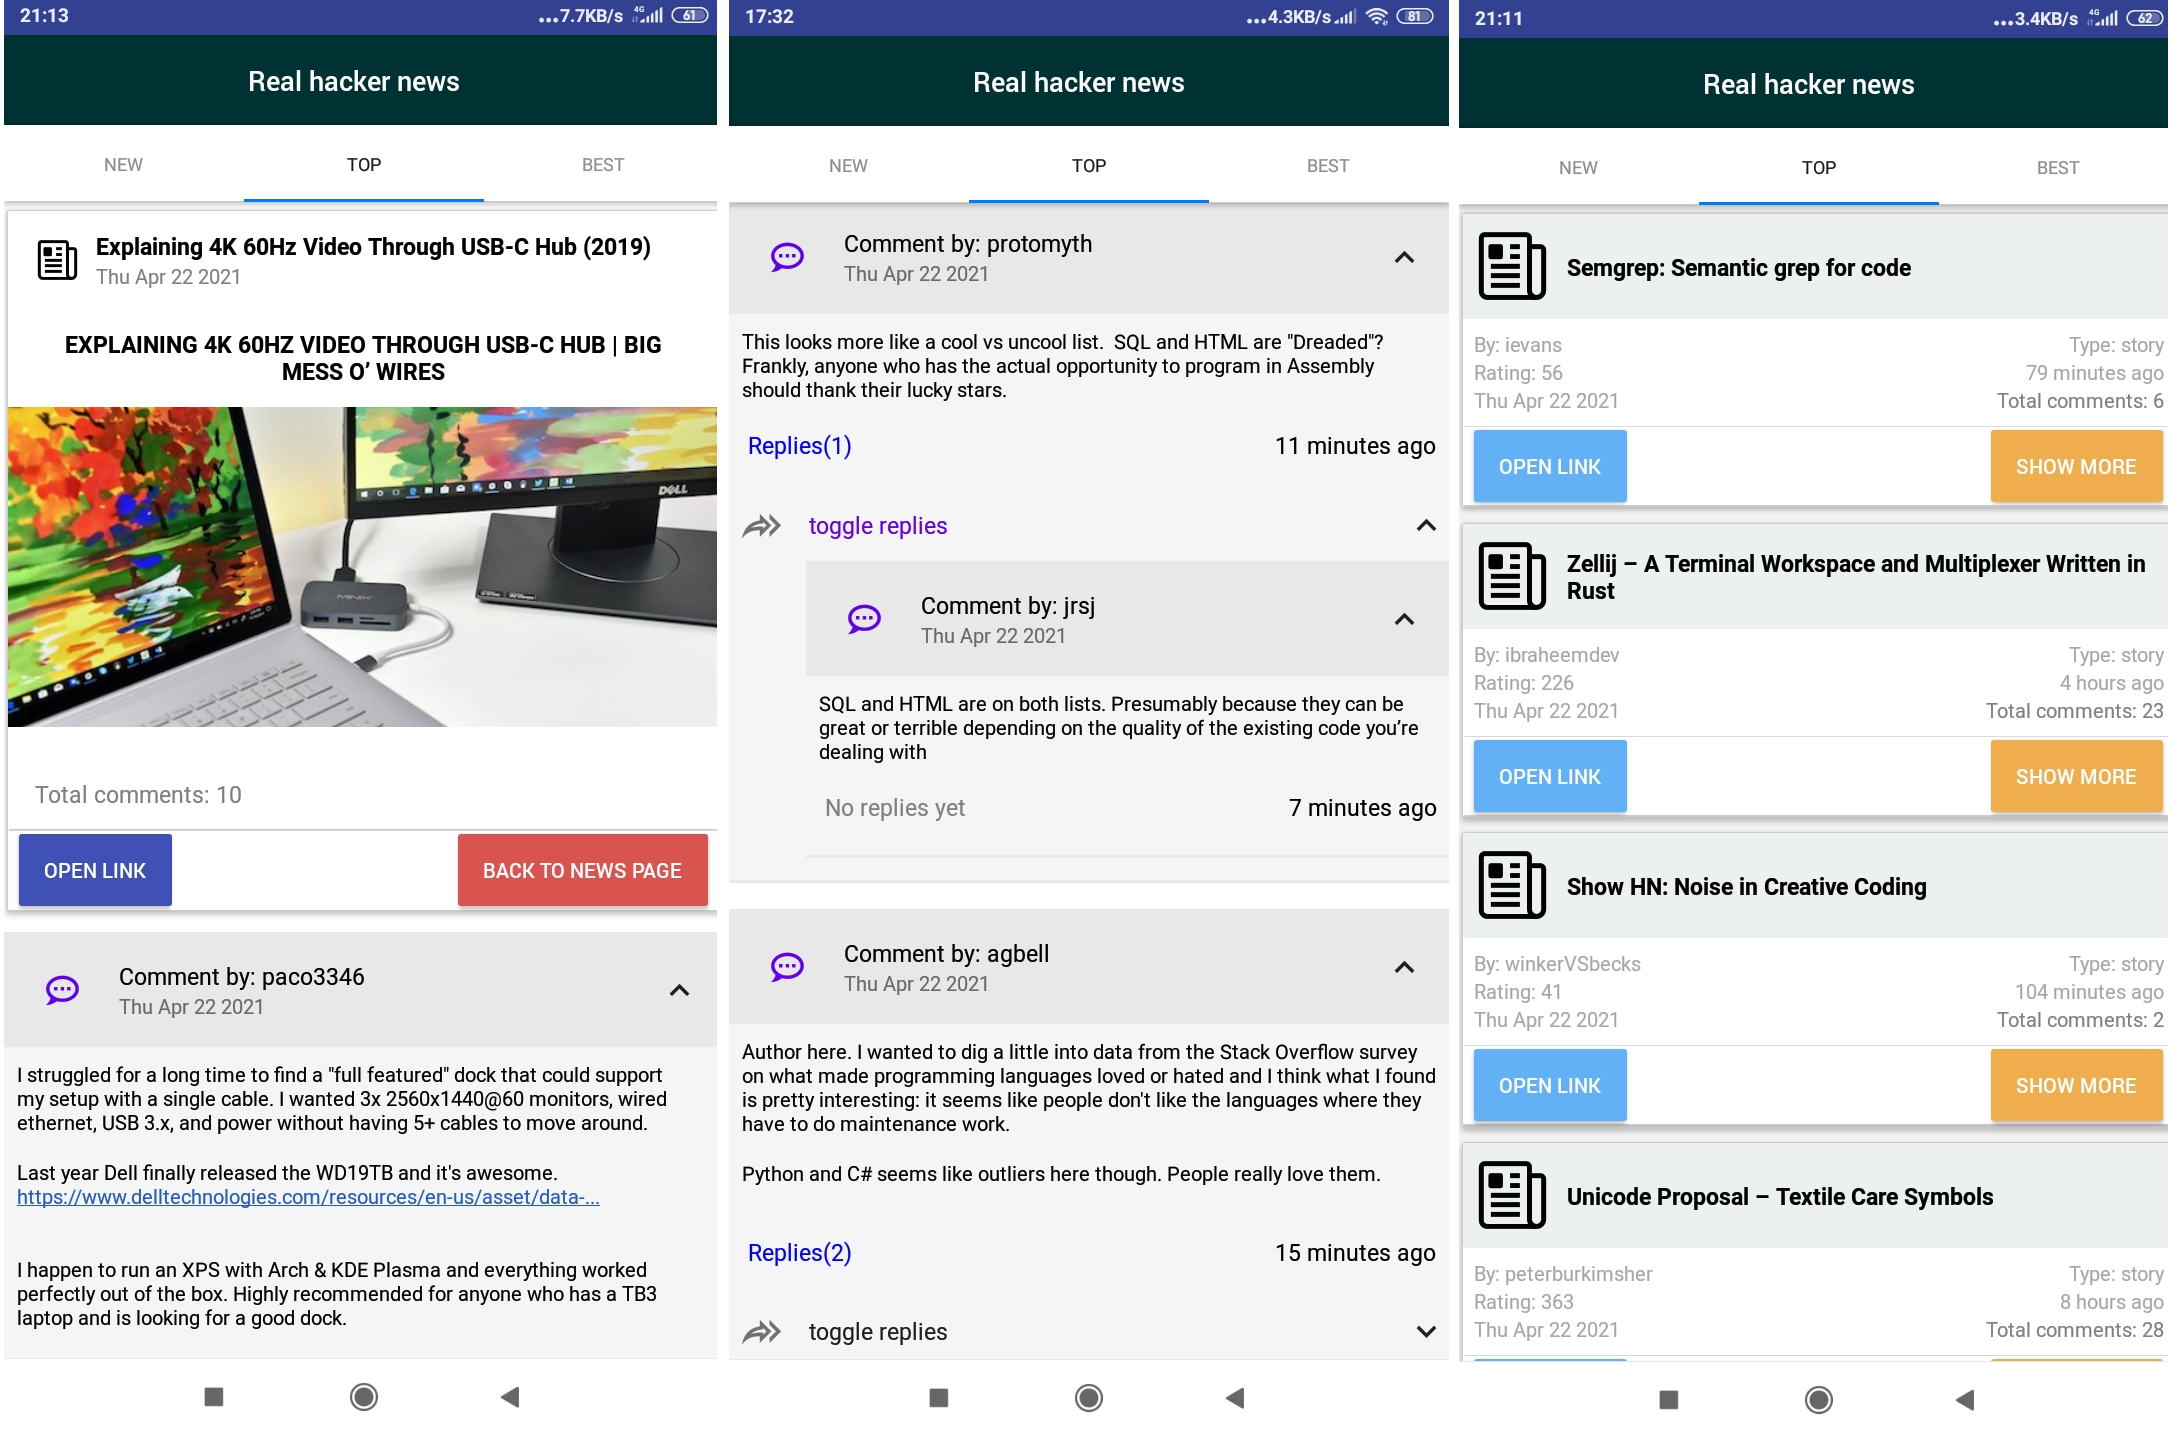 21:13
...7.7KB/s 4G 61
Real hacker news
NEW TOP BEST
Explaining 4K 60Hz Video Through USB-C Hub (2019)
Thu Apr 22 2021
EXPLAINING 4K 60HZ VIDEO THROUGH USB-C HUB | BIG
MESS O’ WIRES
DELL
MINIX
Total comments: 10
OPEN LINK BACK TO NEWS PAGE
Comment by: paco3346
Thu Apr 22 2021
I struggled for a long time to find a "full featured" dock that could support
my setup with a single cable. I wanted 3x 2560x1440@60 monitors, wired
ethernet, USB 3.x, and power without having 5+ cables to move around.
Last year Dell finally released the WD19TB and it's awesome.
https://www.delltechnologies.com/resources/en-us/asset/data-...
I happen to run an XPS with Arch & KDE Plasma and everything worked
perfectly out of the box. Highly recommended for anyone who has a TB3
laptop and is looking for a good dock.
17:32
...4.3KB/s 81
Real hacker news
NEW TOP BEST
Comment by: protomyth
Thu Apr 22 2021
This looks more like a cool vs uncool list.  SQL and HTML are "Dreaded"?
Frankly, anyone who has the actual opportunity to program in Assembly
should thank their lucky stars.
Replies(1) 11 minutes ago
toggle replies
Comment by: jrsj
Thu Apr 22 2021
SQL and HTML are on both lists. Presumably because they can be
great or terrible depending on the quality of the existing code you’re
dealing with
No replies yet 7 minutes ago
Comment by: agbell
Thu Apr 22 2021
Author here. I wanted to dig a little into data from the Stack Overflow survey
on what made programming languages loved or hated and I think what I found
is pretty interesting: it seems like people don't like the languages where they
have to do maintenance work.
Python and C# seems like outliers here though. People really love them.
Replies(2) 15 minutes ago
toggle replies
21:11
...3.4KB/s 4G 62
Real hacker news
NEW TOP BEST
Semgrep: Semantic grep for code
By: ievans Type: story
Rating: 56 79 minutes ago
Thu Apr 22 2021 Total comments: 6
OPEN LINK SHOW MORE
Zellij – A Terminal Workspace and Multiplexer Written in
Rust
By: ibraheemdev Type: story
Rating: 226 4 hours ago
Thu Apr 22 2021 Total comments: 23
OPEN LINK SHOW MORE
Show HN: Noise in Creative Coding
By: winkerVSbecks Type: story
Rating: 41 104 minutes ago
Thu Apr 22 2021 Total comments: 2
OPEN LINK SHOW MORE
Unicode Proposal – Textile Care Symbols
By: peterburkimsher Type: story
Rating: 363 8 hours ago
Thu Apr 22 2021 Total comments: 28